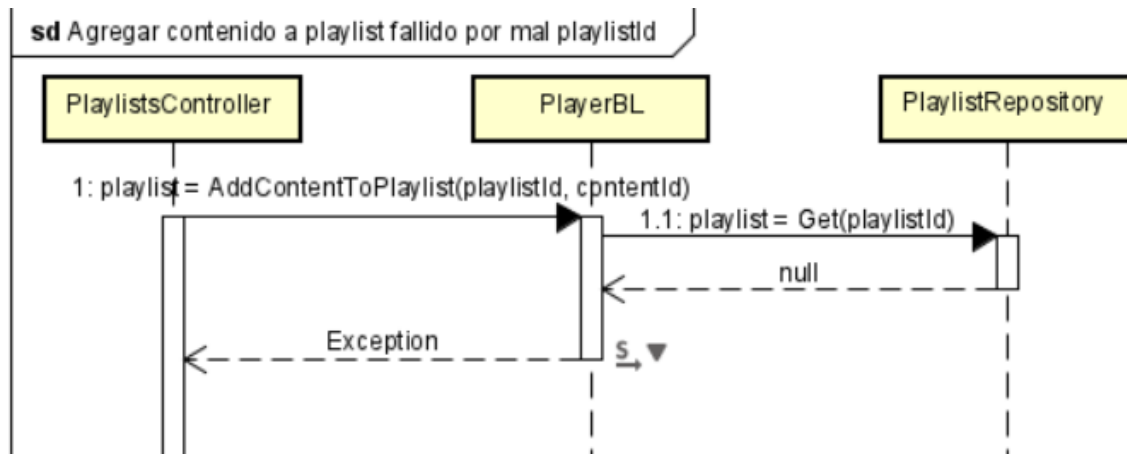 sd Agregar contenido a playlist fallido por mal playlistId
PlaylistsController
PlayerBL
PlaylistRepository
1: playlist = AddContentToPlaylist(playlistId, contentId)
1.1: playlist = Get(playlistId)
null
Exception
S